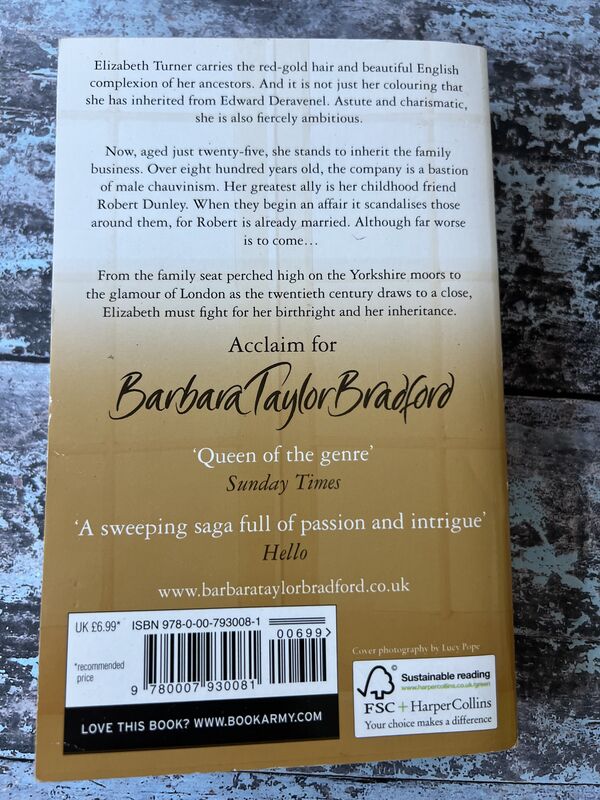 Elizabeth Turner carries the red-gold hair and beautiful English
complexion of her ancestors. And it is not just her colouring that
she has inherited from Edward Deravenel. Astute and charismatic,
she is also fiercely ambitious.
Now, aged just twenty-five, she stands to inherit the family
business. Over eight hundred years old, the company is a bastion
of male chauvinism. Her greatest ally is her childhood friend
Robert Dunley. When they begin an affair it scandalises those
around them, for Robert is already married. Although far worse
is to come…
From the family seat perched high on the Yorkshire moors to
the glamour of London as the twentieth century draws to a close,
Elizabeth must fight for her birthright and her inheritance.
Acclaim for
Barbara Taylor Bradford
‘Queen of the genre’
Sunday Times
‘A sweeping saga full of passion and intrigue’
Hello
www.barbarataylorbradford.co.uk
UK £6.99*
*recommended
price
ISBN 978-0-00-793008-1
00699>
9 780007 930081
LOVE THIS BOOK? WWW.BOOKARMY.COM
Cover photography by Lucy Pope
©
Sustainable reading
www.harpercollins.co.uk/green
FSC + HarperCollins
Your choice makes a difference